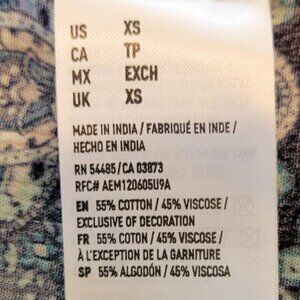 US XS
CA TP
MX EXCH
UK XS
MADE IN INDIA / FABRIQUÉ EN INDE /
HECHO EN INDIA
RN 54485/CA 03873
RFC# AEM120605U9A
EN 55% COTTON / 45% VISCOSE /
EXCLUSIVE OF DECORATION
FR 55% COTON / 45% VISCOSE /
À L'EXCEPTION DE LA GARNITURE
SP 55% ALGODÓN / 45% VISCOSA